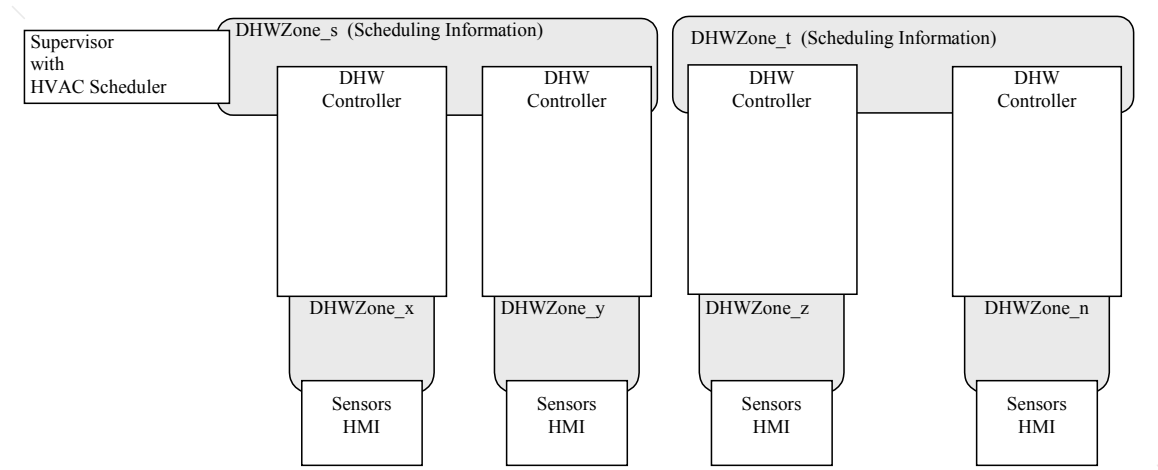 Supervisor
with
HVAC Scheduler
DHWZone_s (Scheduling Information)
DHWZone_t (Scheduling Information)
DHW
Controller
DHW
Controller
DHW
Controller
DHW
Controller
DHWZone_x
DHWZone_y
DHWZone_z
DHWZone_n
Sensors
HMI
Sensors
HMI
Sensors
HMI
Sensors
HMI